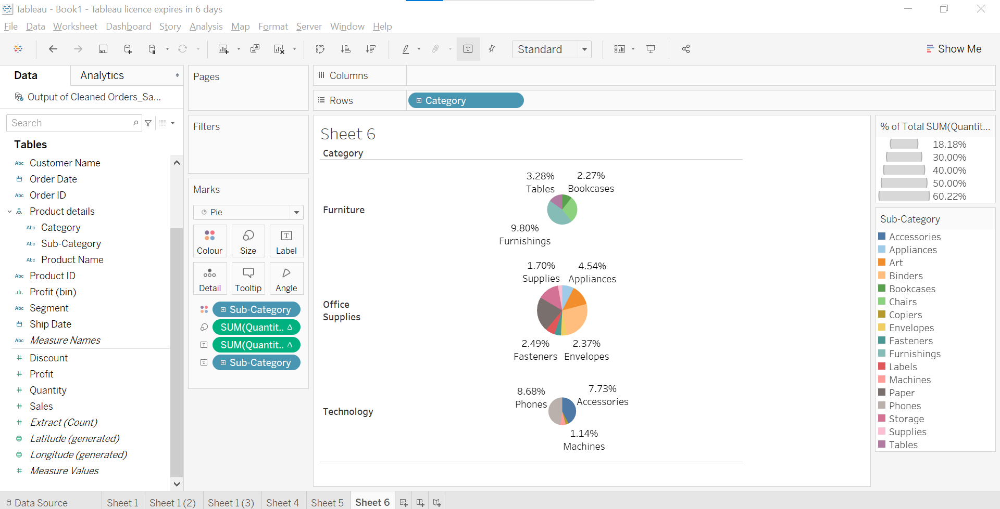 Tableau - Book1 - Tableau licence expires in 6 days
File Data Worksheet Dashboard Story Analysis Map Format Server Window Help
Standard
Show Me
Data Analytics
Output of Cleaned Orders_Sa...
Search
Tables
Abc Customer Name
Order Date
Abc Order ID
Product details
Abc Category
Abc Sub-Category
Abc Product Name
Abc Product ID
Profit (bin)
Abc Segment
Ship Date
Abc Measure Names
# Discount
# Profit
# Quantity
# Sales
# Extract (Count)
Latitude (generated)
Longitude (generated)
# Measure Values
Pages
Filters
Marks
Pie
Colour Size Label
Detail Tooltip Angle
Sub-Category
SUM(Quantit.. Δ
SUM(Quantit.. Δ
Sub-Category
Columns
Rows Category
Sheet 6
Category
Furniture
3.28% 2.27%
Tables Bookcases
9.80%
Furnishings
Office
Supplies
1.70% 4.54%
Supplies Appliances
2.49% 2.37%
Fasteners Envelopes
Technology
8.68% 7.73%
Phones Accessories
1.14%
Machines
% of Total SUM(Quantit...
18.18%
30.00%
40.00%
50.00%
60.22%
Sub-Category
Accessories
Appliances
Art
Binders
Bookcases
Chairs
Copiers
Envelopes
Fasteners
Furnishings
Labels
Machines
Paper
Phones
Storage
Supplies
Tables
Data Source Sheet 1 Sheet 1 (2) Sheet 1 (3) Sheet 4 Sheet 5 Sheet 6